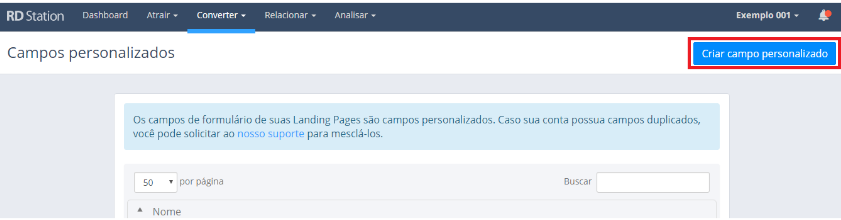 RD Station Dashboard Atrair Converter Relacionar Analisar Exemplo 001
Campos personalizados Criar campo personalizado
Os campos de formulário de suas Landing Pages são campos personalizados. Caso sua conta possua campos duplicados,
você pode solicitar ao nosso suporte para mesclá-los.
50 por página Buscar
Nome